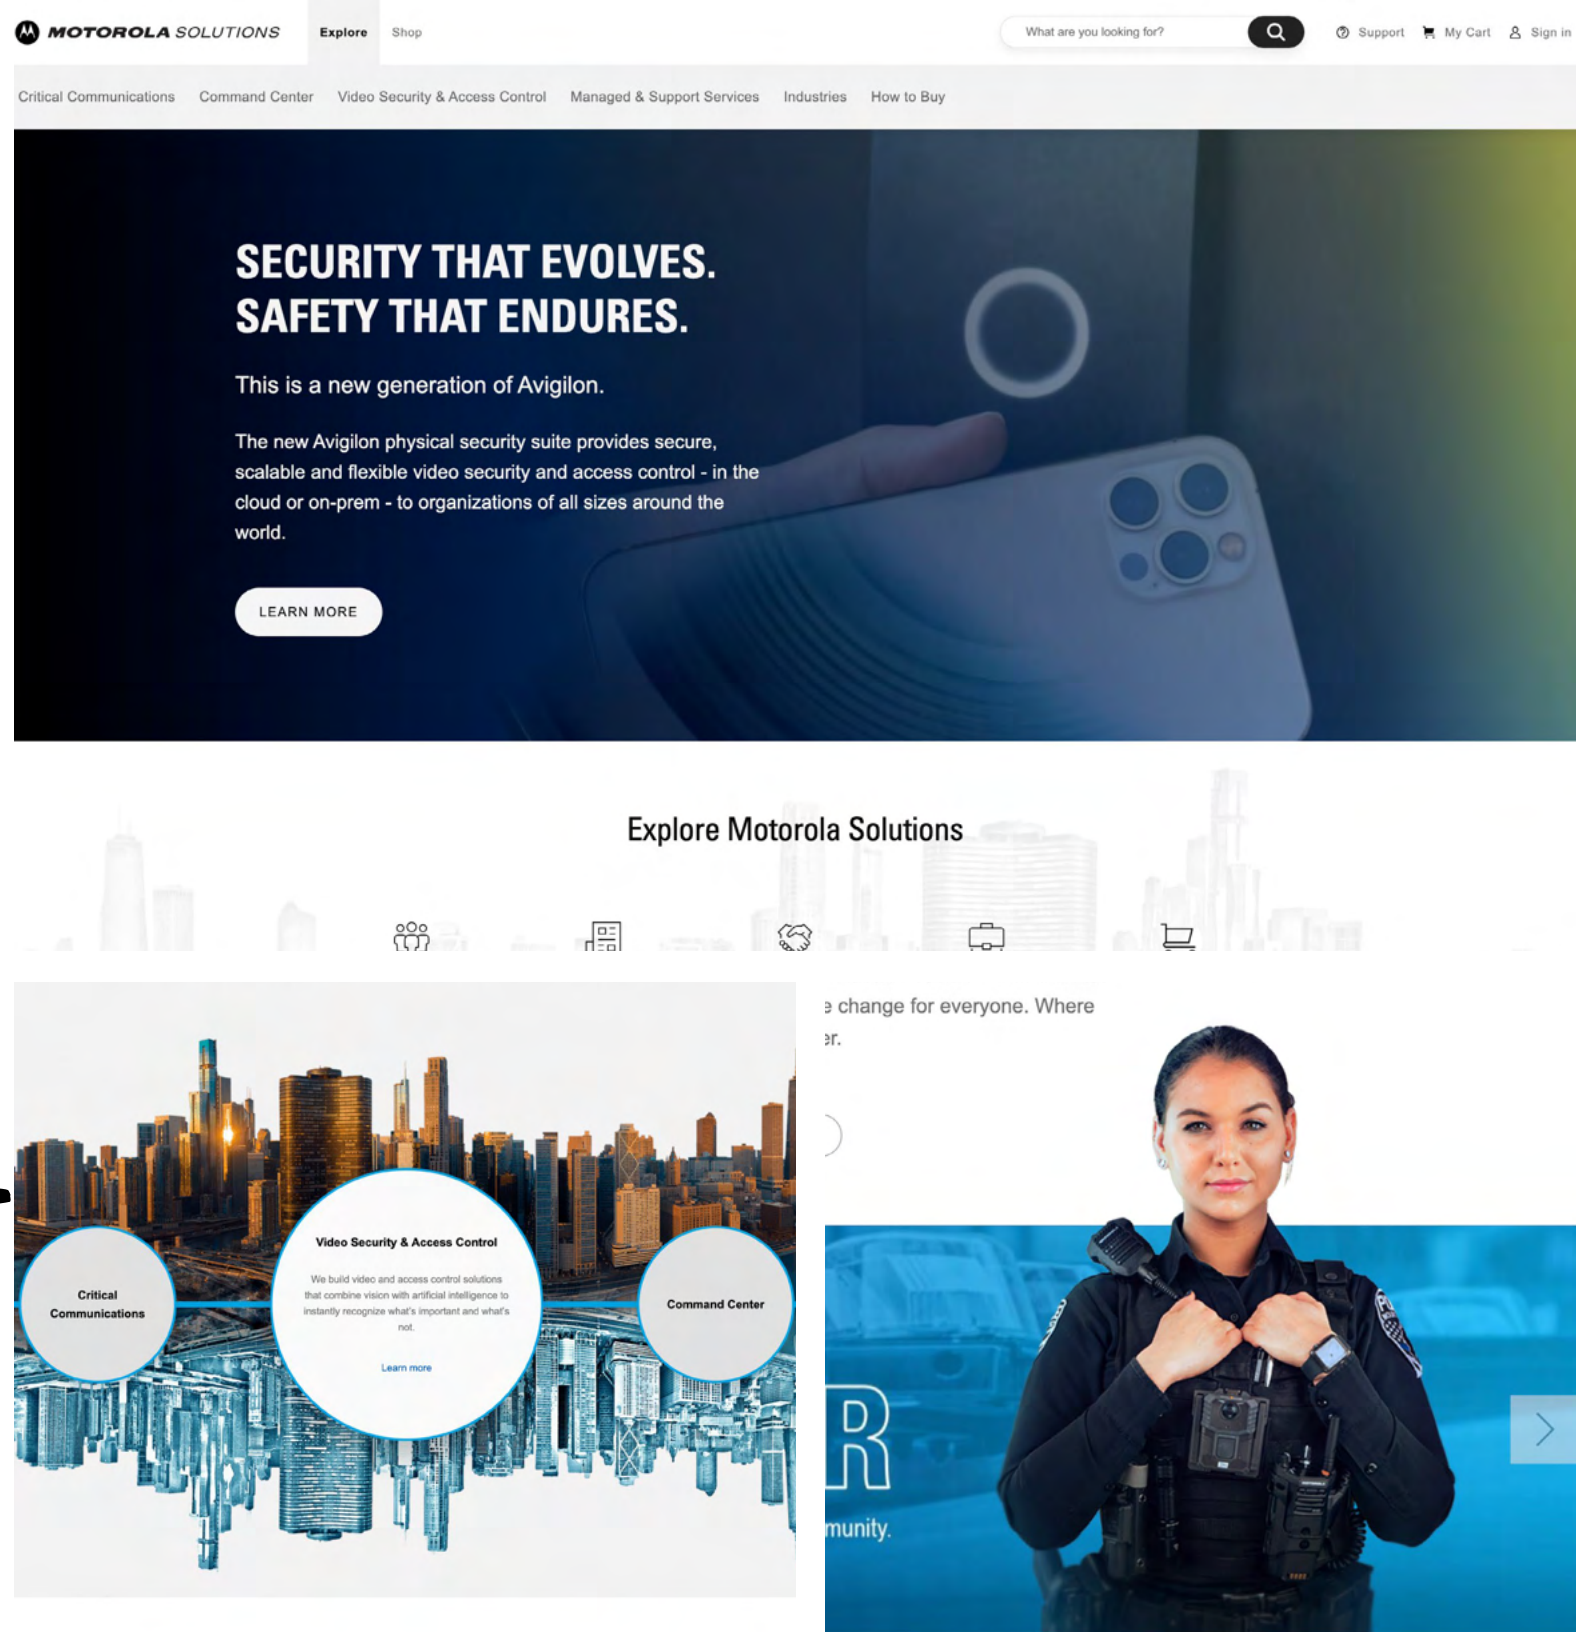 MOTOROLA SOLUTIONS
Explore
Shop
What are you looking for?
Support
My Cart
Sign in
Critical Communications
Command Center
Video Security & Access Control
Managed & Support Services
Industries
How to Buy
SECURITY THAT EVOLVES.
SAFETY THAT ENDURES.
This is a new generation of Avigilon.
The new Avigilon physical security suite provides secure,
scalable and flexible video security and access control - in the
cloud or on-prem - to organizations of all sizes around the
world.
LEARN MORE
Explore Motorola Solutions
Critical
Communications
Video Security & Access Control
We build video and access control solutions
that combine vision with artificial intelligence to
instantly recognize what's important and what's
not.
Learn more
Command Center
e change for everyone. Where
er.
R
munity.